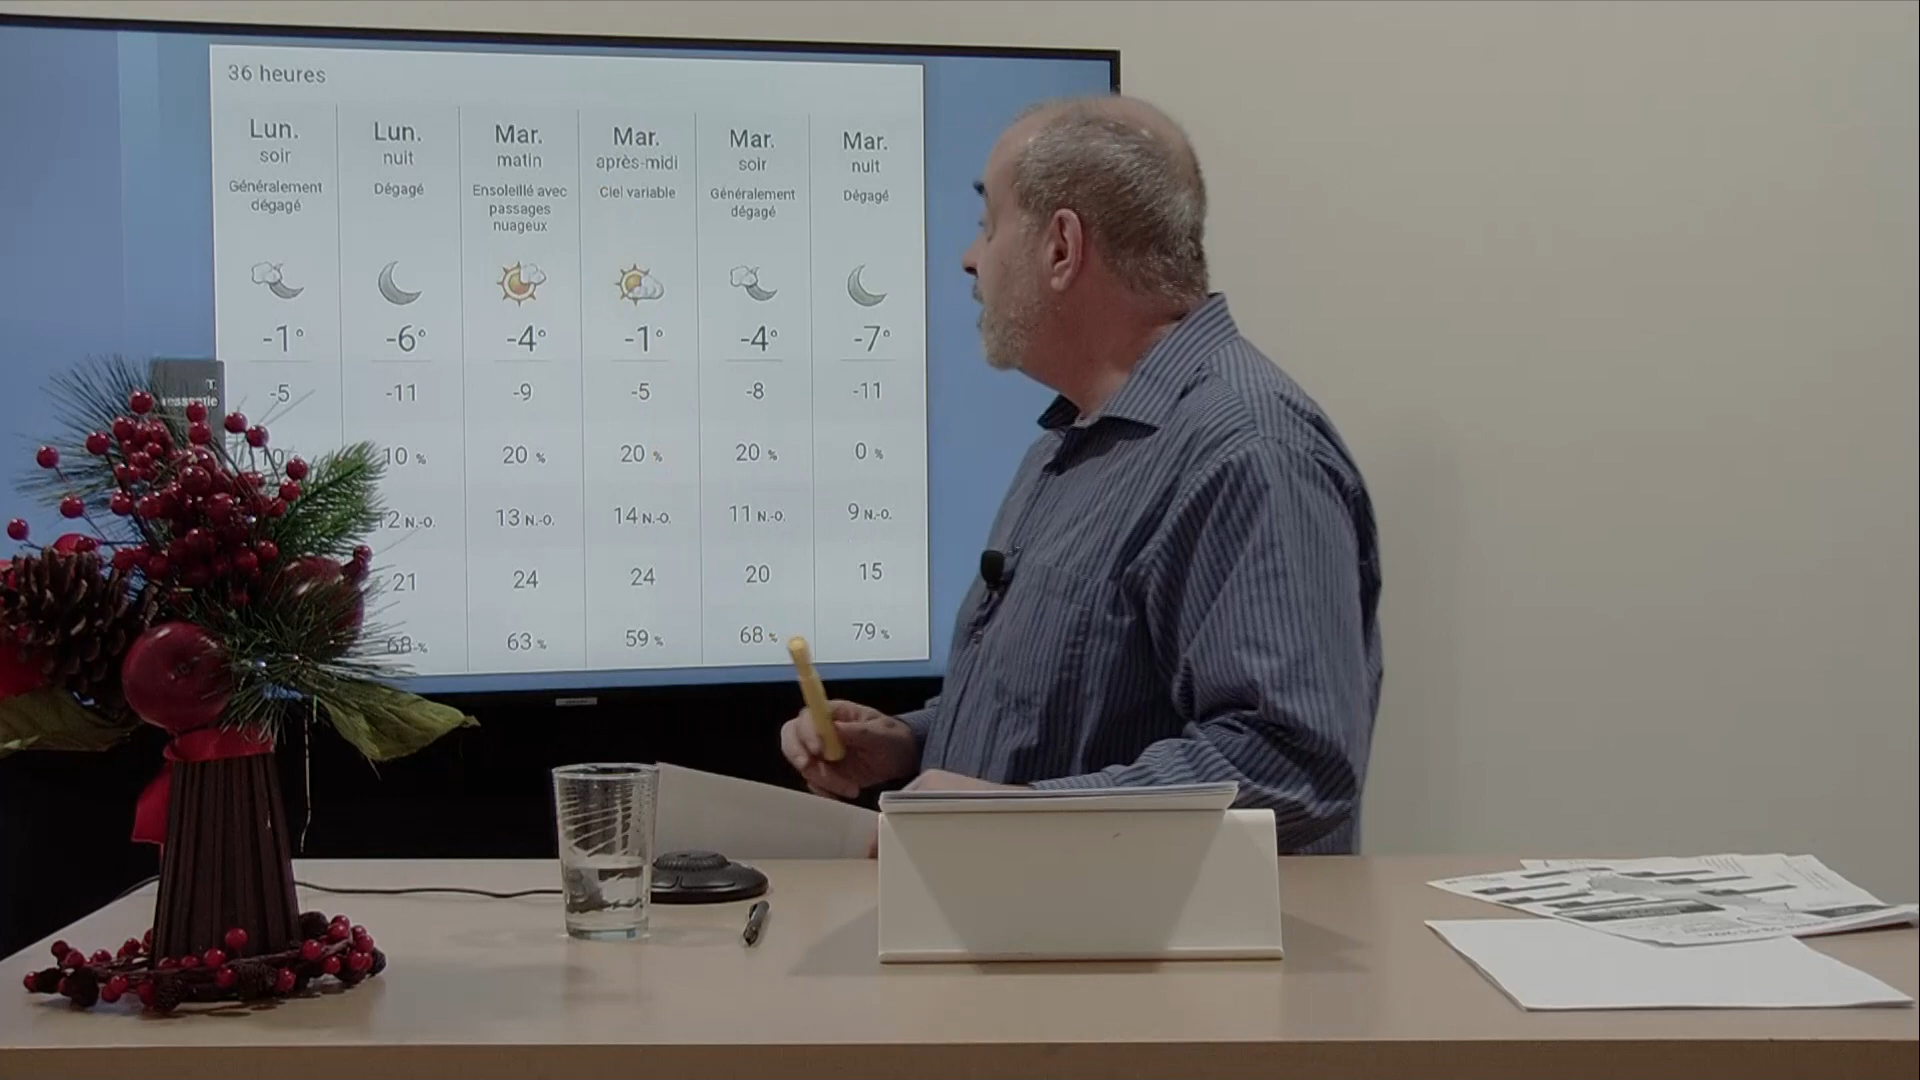 36 heures
Lun. Lun. Mar. Mar. Mar. Mar.
soir nuit matin après-midi soir nuit
Généralement dégagé Dégagé Ensoleillé avec passages nuageux Ciel variable Généralement dégagé Dégagé
-1° -6° -4° -1° -4° -7°
-5 -11 -9 -5 -8 -11
10 10 % 20 % 20 % 20 % 0 %
12 N.-O. 13 N.-O. 14 N.-O. 11 N.-O. 9 N.-O.
21 24 24 20 15
68 % 63 % 59 % 68 % 79 %
T.